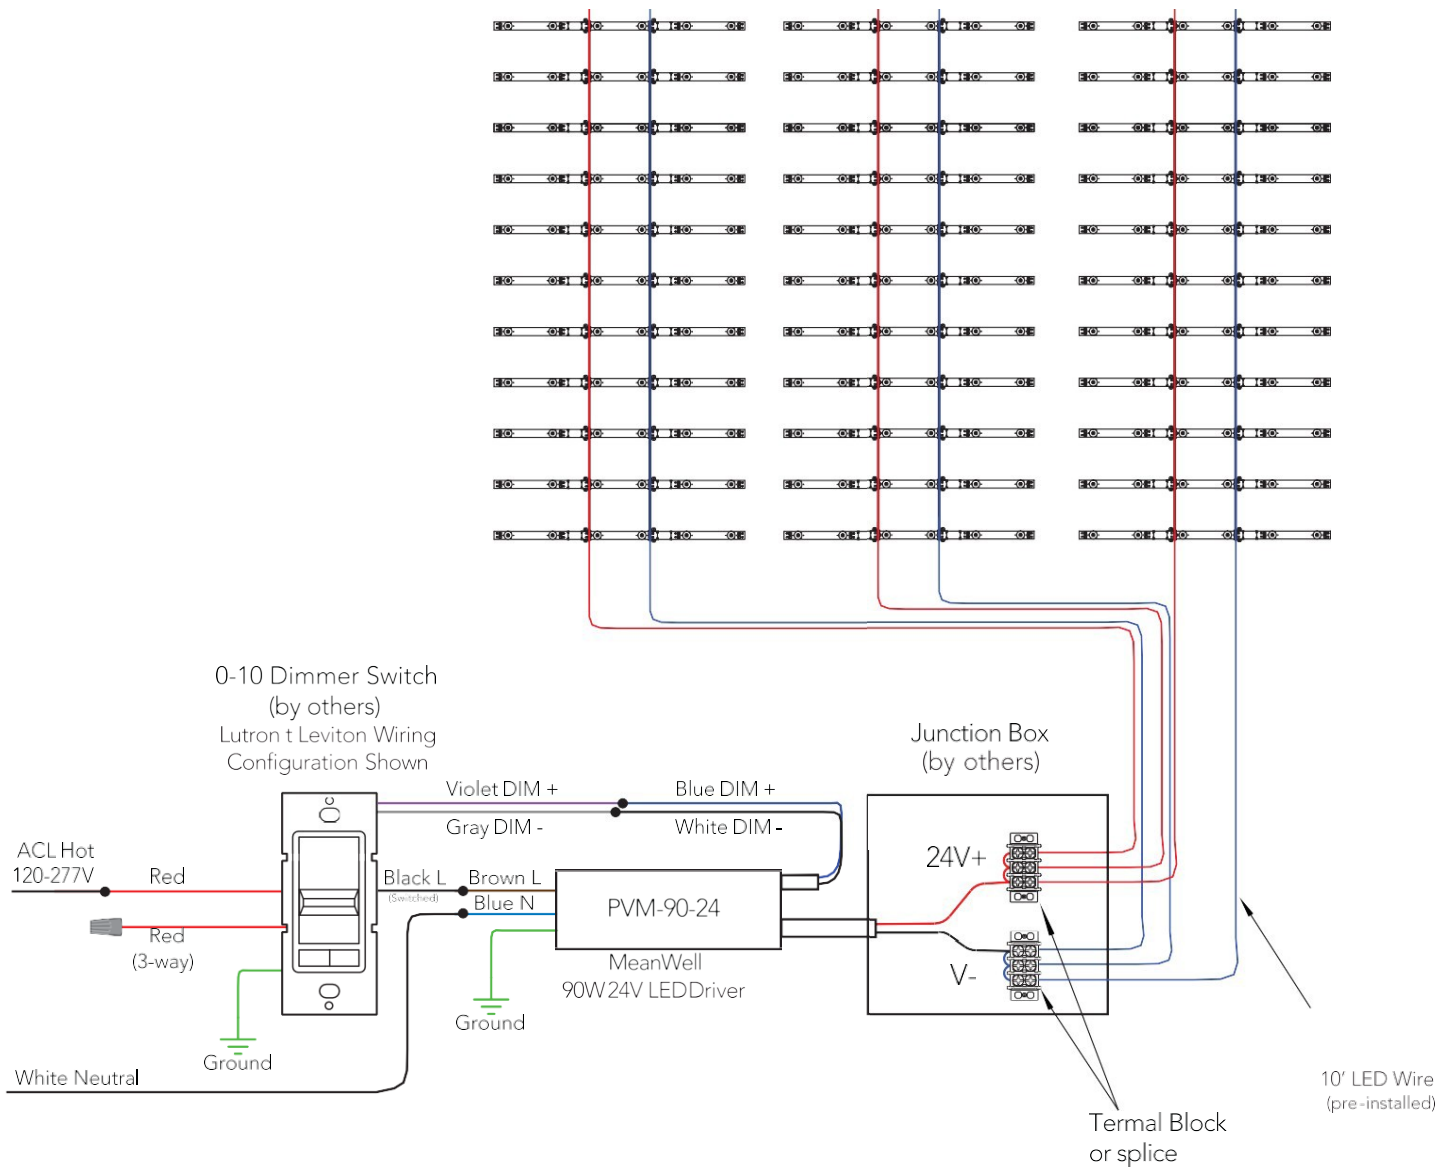 0-10 Dimmer Switch
(by others)
Lutron t Leviton Wiring
Configuration Shown
Junction Box
(by others)
Violet DIM +
Blue DIM +
Gray DIM -
White DIM -
ACL Hot
120-277V
Red
Black L
(Switched)
Brown L
Blue N
PVM-90-24
24V+
Red
(3-way)
MeanWell
90W 24V LED Driver
V-
Ground
Ground
White Neutral
10' LED Wire
(pre-installed)
Termal Block
or splice